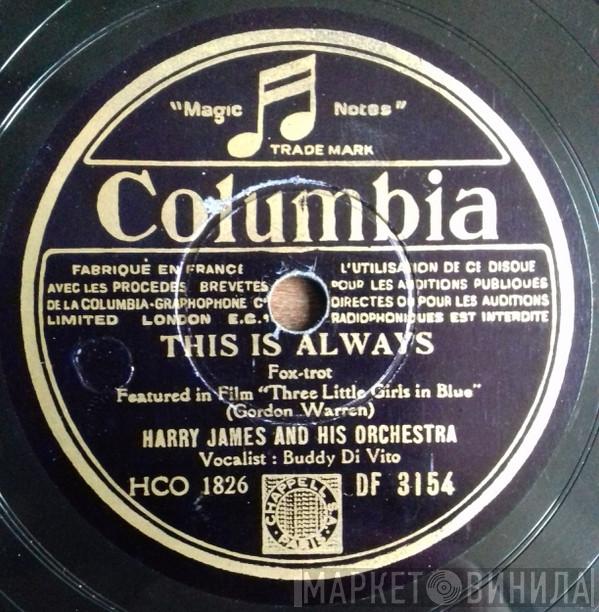 "Magic Notes"
TRADE MARK
Columbia
FABRIQUÉ EN FRANCE
AVEC LES PROCEDES BREVETES
DE LA COLUMBIA-GRAPHOPHONE Cº
LIMITED LONDON E.C.1
L'UTILISATION DE CE DISQUE
POUR LES AUDITIONS PUBLIQUES
DIRECTES OU POUR LES AUDITIONS
RADIOPHONIQUES EST INTERDITE
THIS IS ALWAYS
Fox-trot
Featured in Film "Three Little Girls in Blue"
(Gordon Warren)
HARRY JAMES AND HIS ORCHESTRA
Vocalist : Buddy Di Vito
HCO 1826
CHAPPELL S.A.
PARIS
DF 3154
МАРКЕТ ВИНИЛА